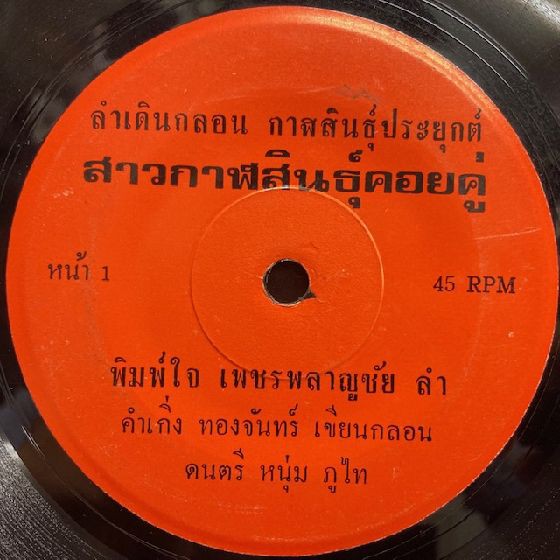 ลำเดินกลอน กาฬสินธุ์ประยุกต์
สาวกาฬสินธุ์คอยคู่
หน้า 1
45 RPM
พิมพ์ใจ เพชรพลาญชัย ลำ
คำเกิ่ง ทองจันทร์ เขียนกลอน
ดนตรี หนุ่ม ภูไท